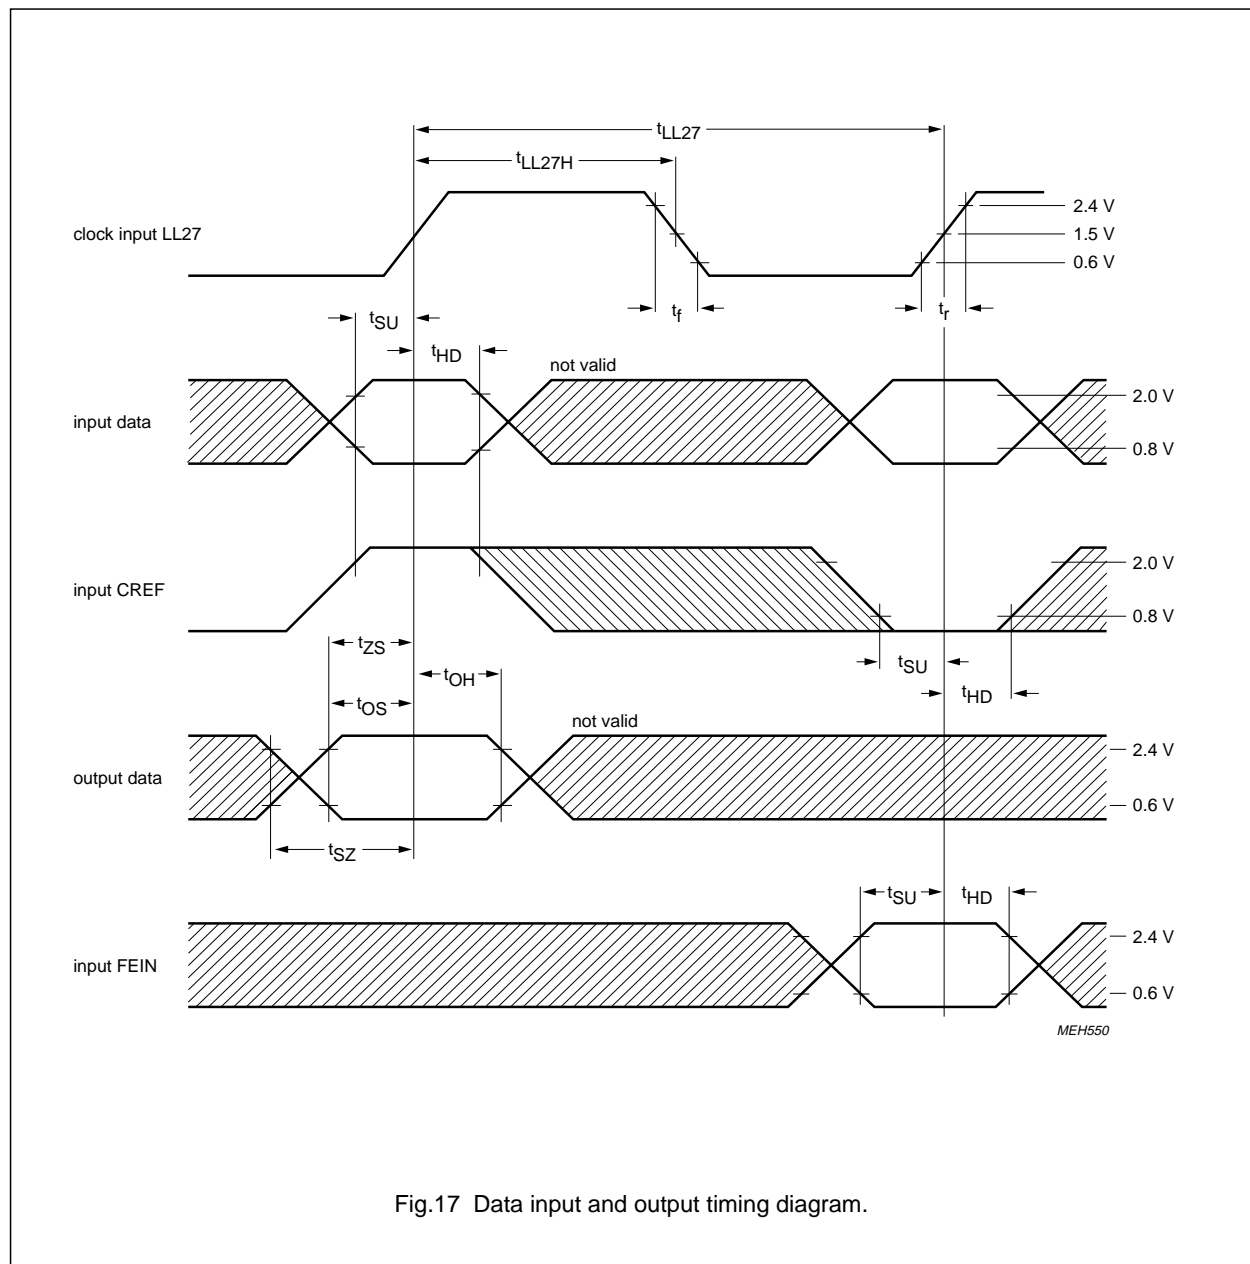 tLL27
tLL27H
clock input LL27
2.4 V
1.5 V
0.6 V
tSU
tf
tr
tHD
not valid
input data
2.0 V
0.8 V
input CREF
2.0 V
0.8 V
tZS
tSU
tOH
tHD
tOS
not valid
output data
2.4 V
0.6 V
tSZ
tSU
tHD
input FEIN
2.4 V
0.6 V
MEH550
Fig.17 Data input and output timing diagram.